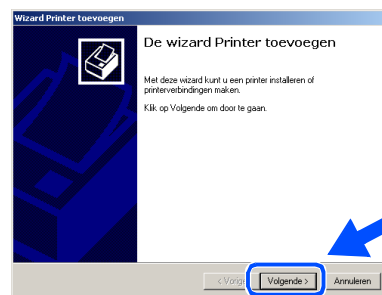 Wizard Printer toevoegen
De wizard Printer toevoegen
Met deze wizard kunt u een printer installeren of
printerverbindingen maken.
Klik op Volgende om door te gaan.
< Vorige Volgende > Annuleren